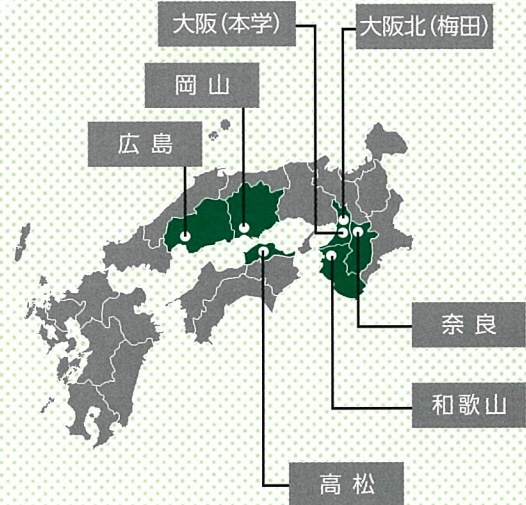 大阪(本学)
大阪北(梅田)
岡山
広島
奈良
和歌山
高松